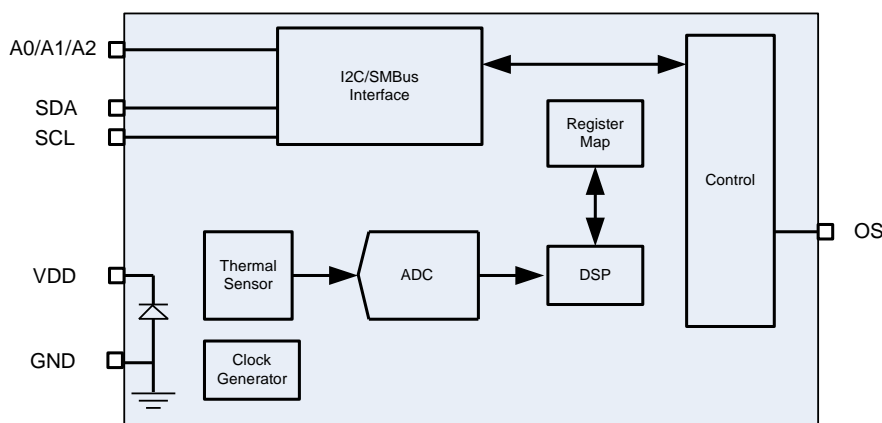 A0/A1/A2
I2C/SMBus
Interface
SDA
SCL
Register
Map
Control
OS
VDD
Thermal
Sensor
ADC
DSP
GND
Clock
Generator